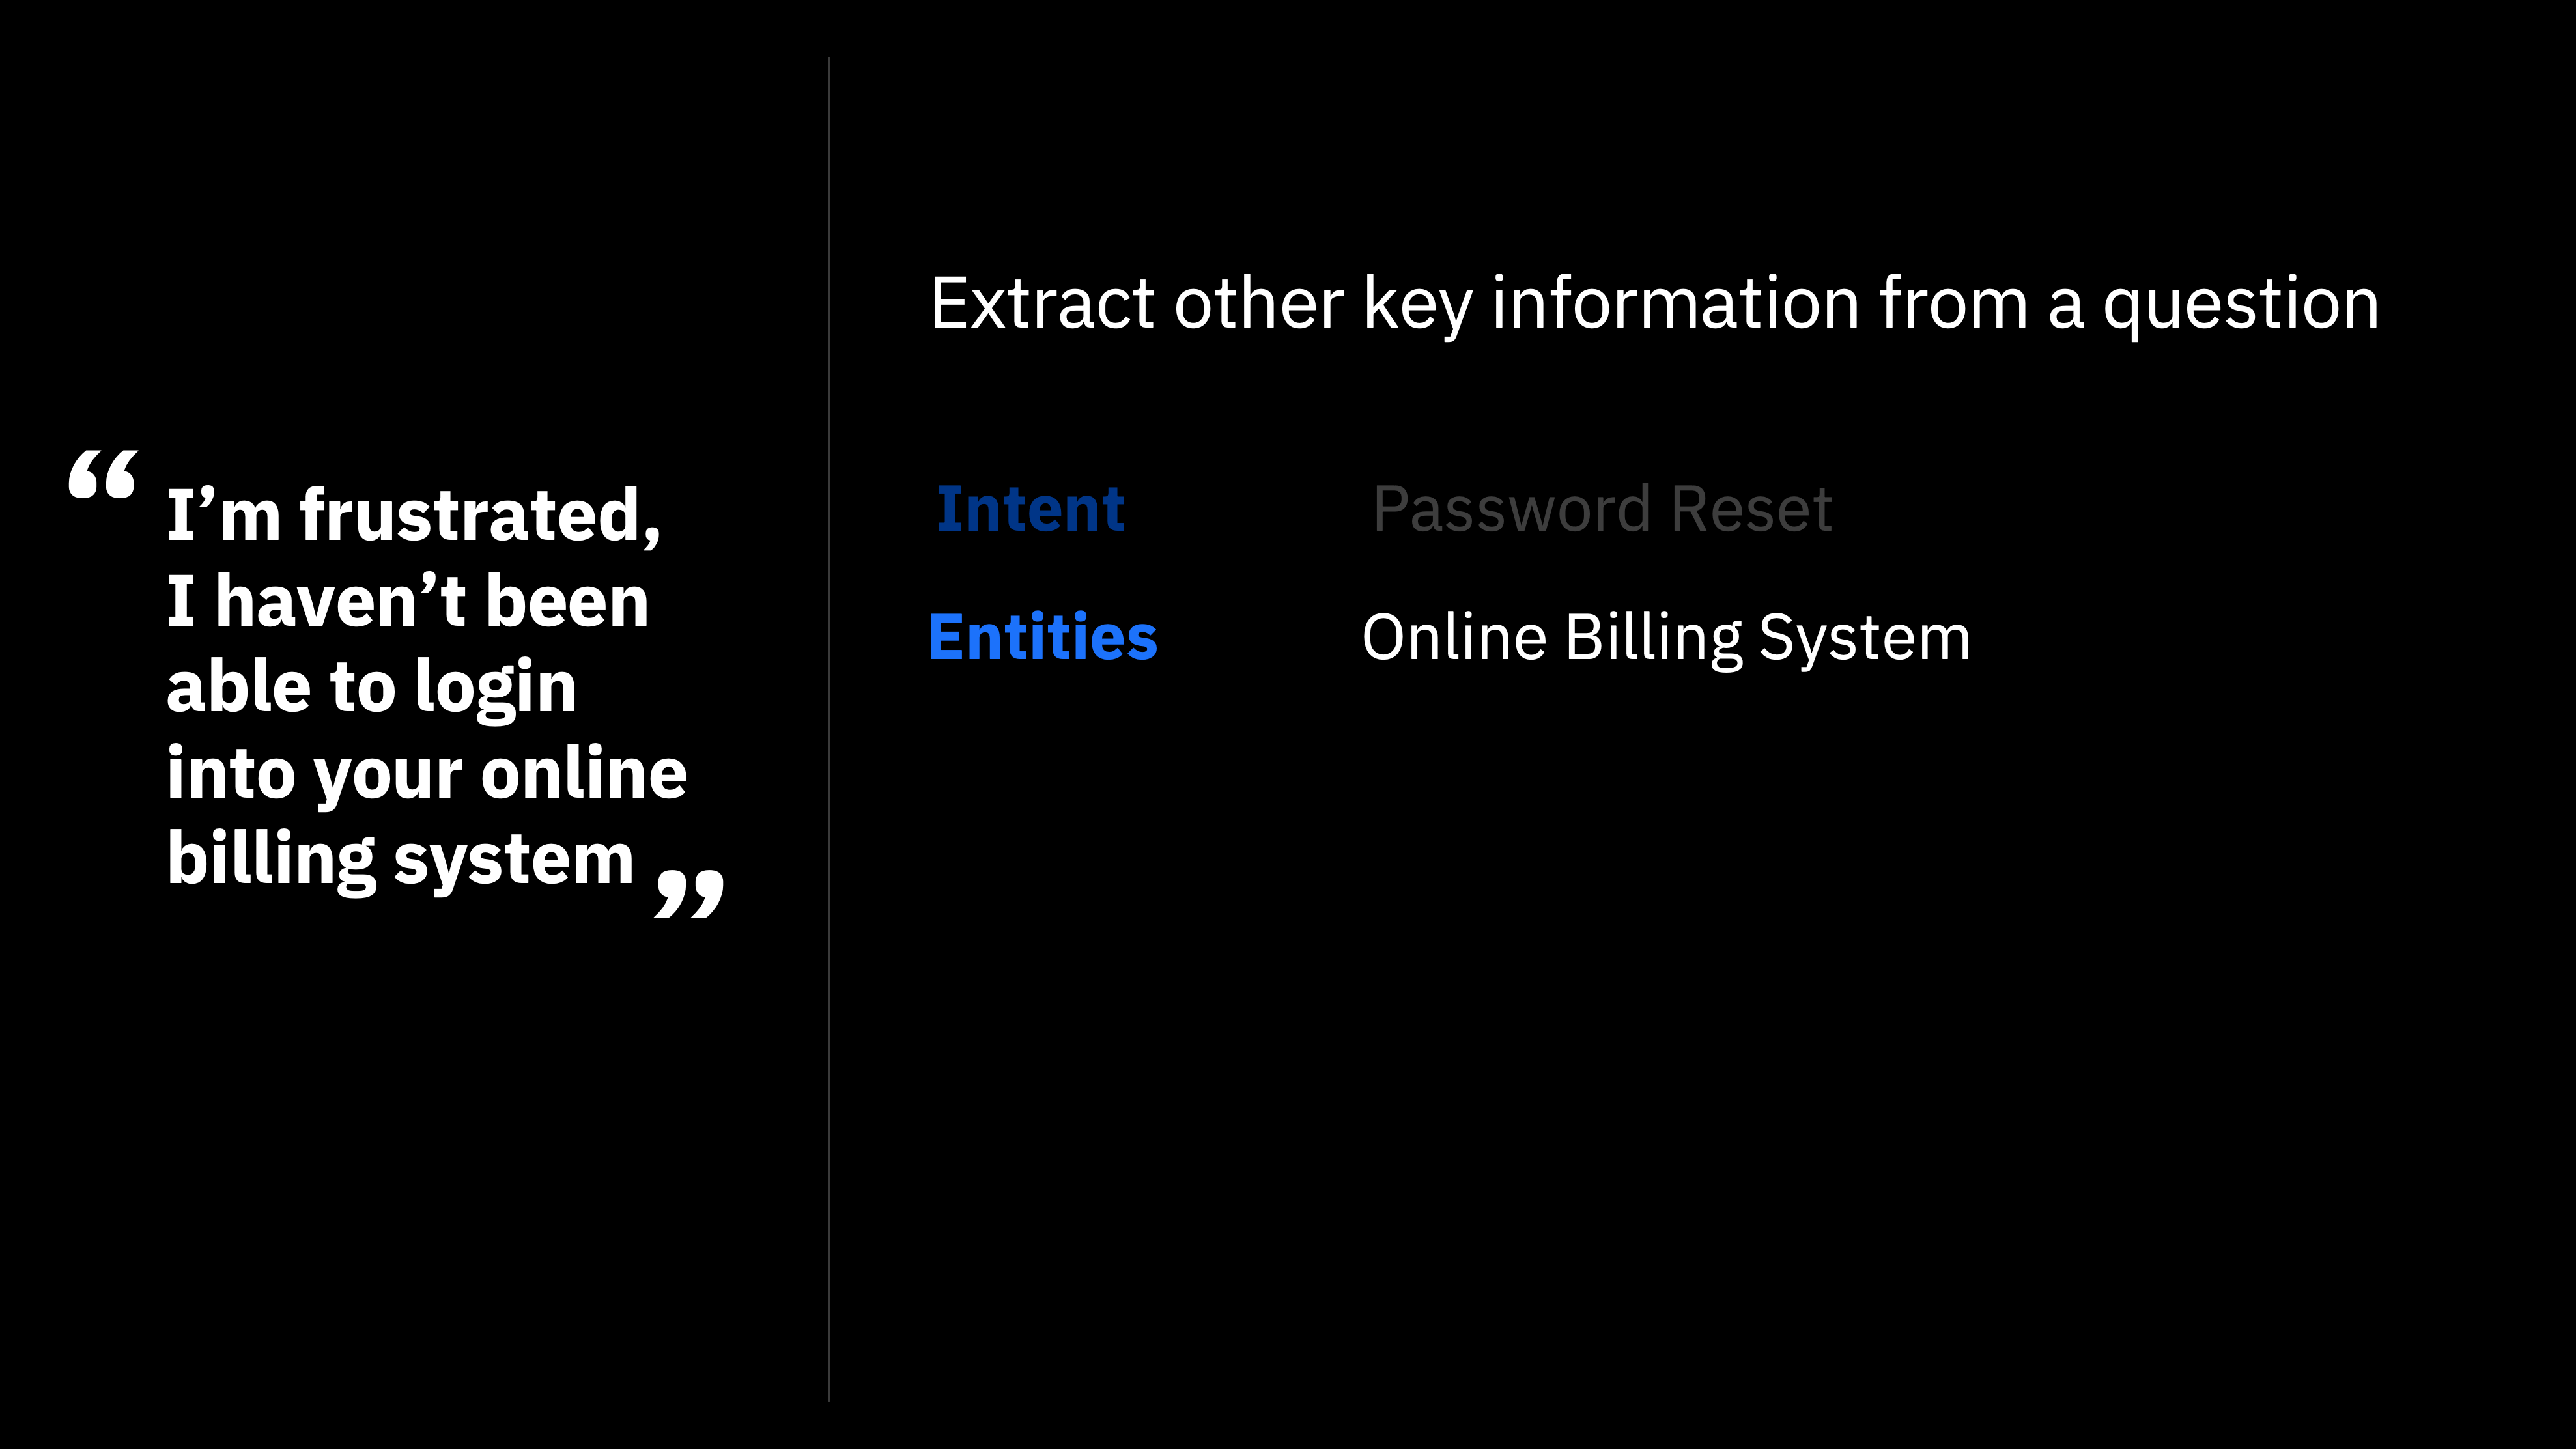 “ I’m frustrated,
I haven’t been
able to login
into your online
billing system ”
Extract other key information from a question
Intent Password Reset
Entities Online Billing System